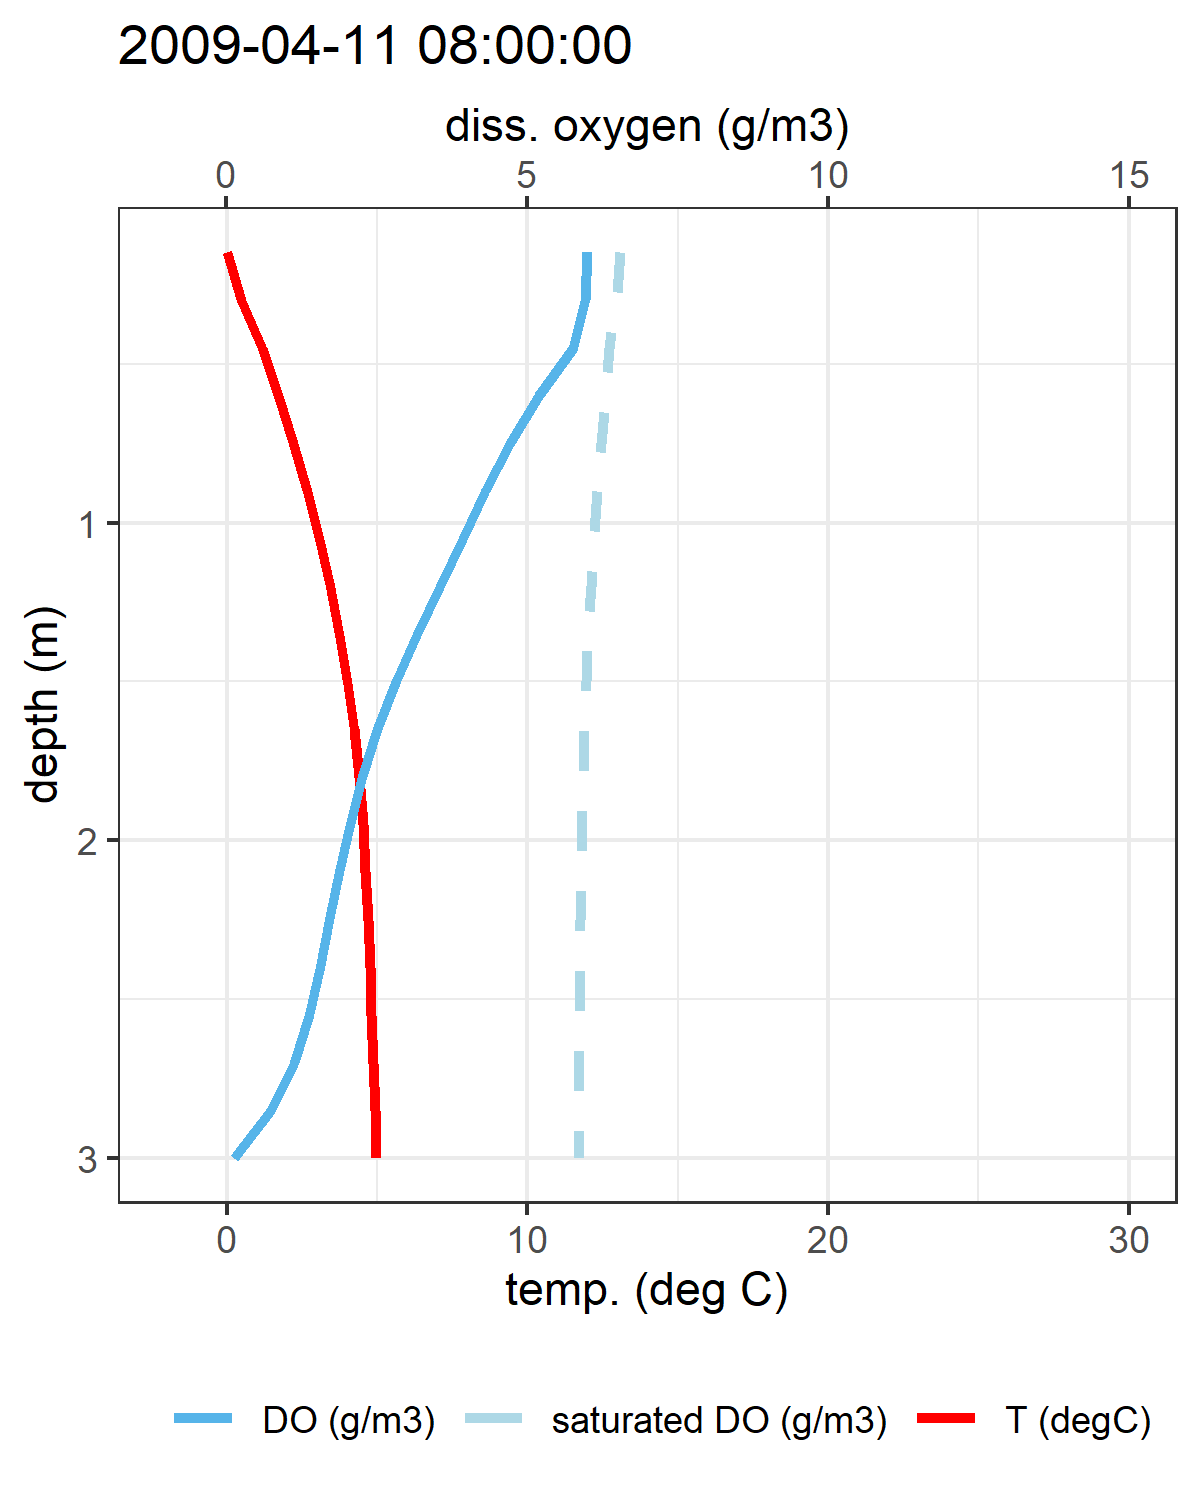 2009-04-11 08:00:00
diss. oxygen (g/m3)
0 5 10 15
depth (m)
1
2
3
0 10 20 30
temp. (deg C)
DO (g/m3) saturated DO (g/m3) T (degC)